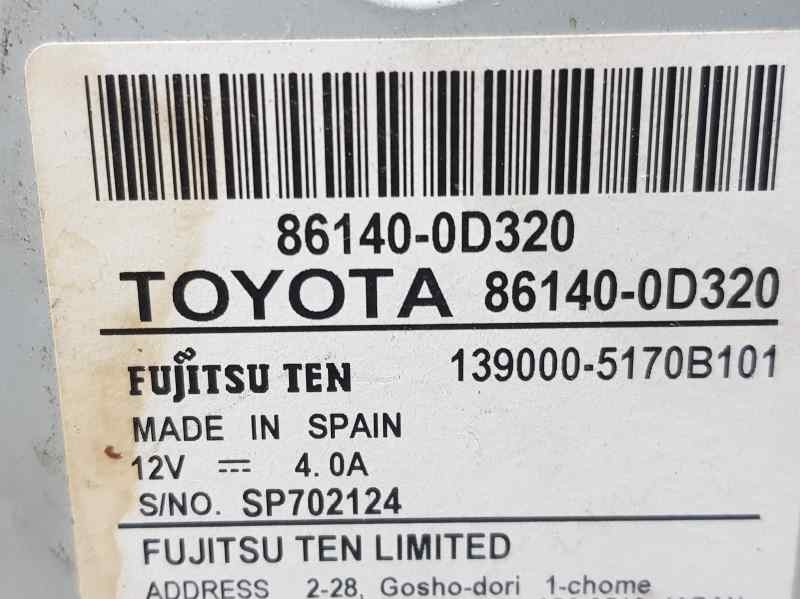 86140-0D320
TOYOTA 86140-0D320
FUJITSU TEN 139000-5170B101
MADE IN SPAIN
12V ⎓ 4.0A
S/NO. SP702124
FUJITSU TEN LIMITED
ADDRESS 2-28, Gosho-dori 1-chome